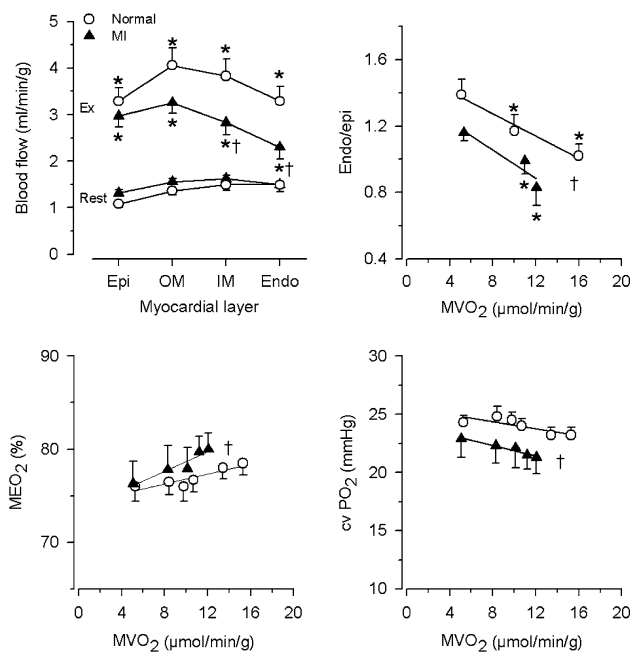 Normal
MI
Blood flow (ml/min/g)
5
4
3
2
1
0
Ex
Rest
* * * *
* * *† *†
Epi OM IM Endo
Myocardial layer
Endo/epi
1.6
1.2
0.8
0.4
* *
* * †
0 4 8 12 16 20
MVO2 (μmol/min/g)
MEO2 (%)
90
80
70
65
†
0 4 8 12 16 20
MVO2 (μmol/min/g)
cv PO2 (mmHg)
30
25
20
15
10
†
0 4 8 12 16 20
MVO2 (μmol/min/g)